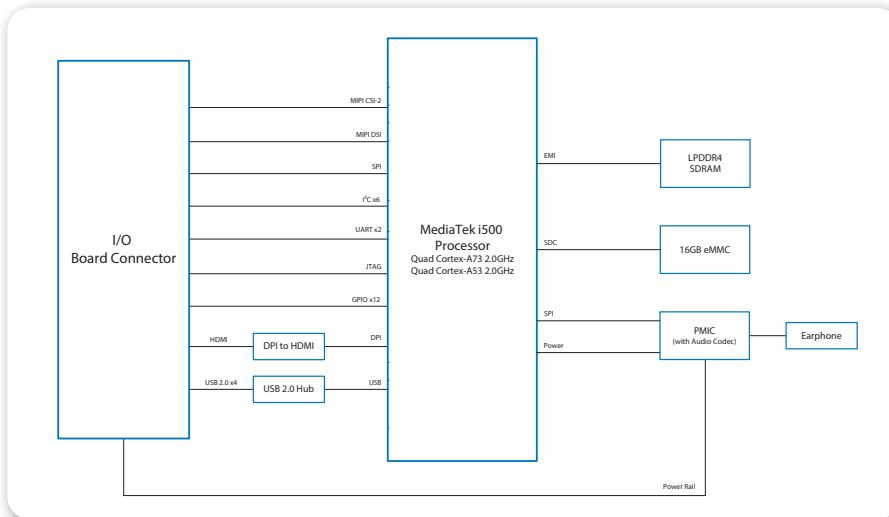 I/O
Board Connector
MIPI CSI-2
MIPI DSI
SPI
I²C x6
UART x2
JTAG
GPIO x12
HDMI
DPI to HDMI
DPI
USB 2.0 x4
USB 2.0 Hub
USB
MediaTek i500
Processor
Quad Cortex-A73 2.0GHz
Quad Cortex-A53 2.0GHz
EMI
LPDDR4
SDRAM
SDC
16GB eMMC
SPI
Power
PMIC
(with Audio Codec)
Earphone
Power Rail